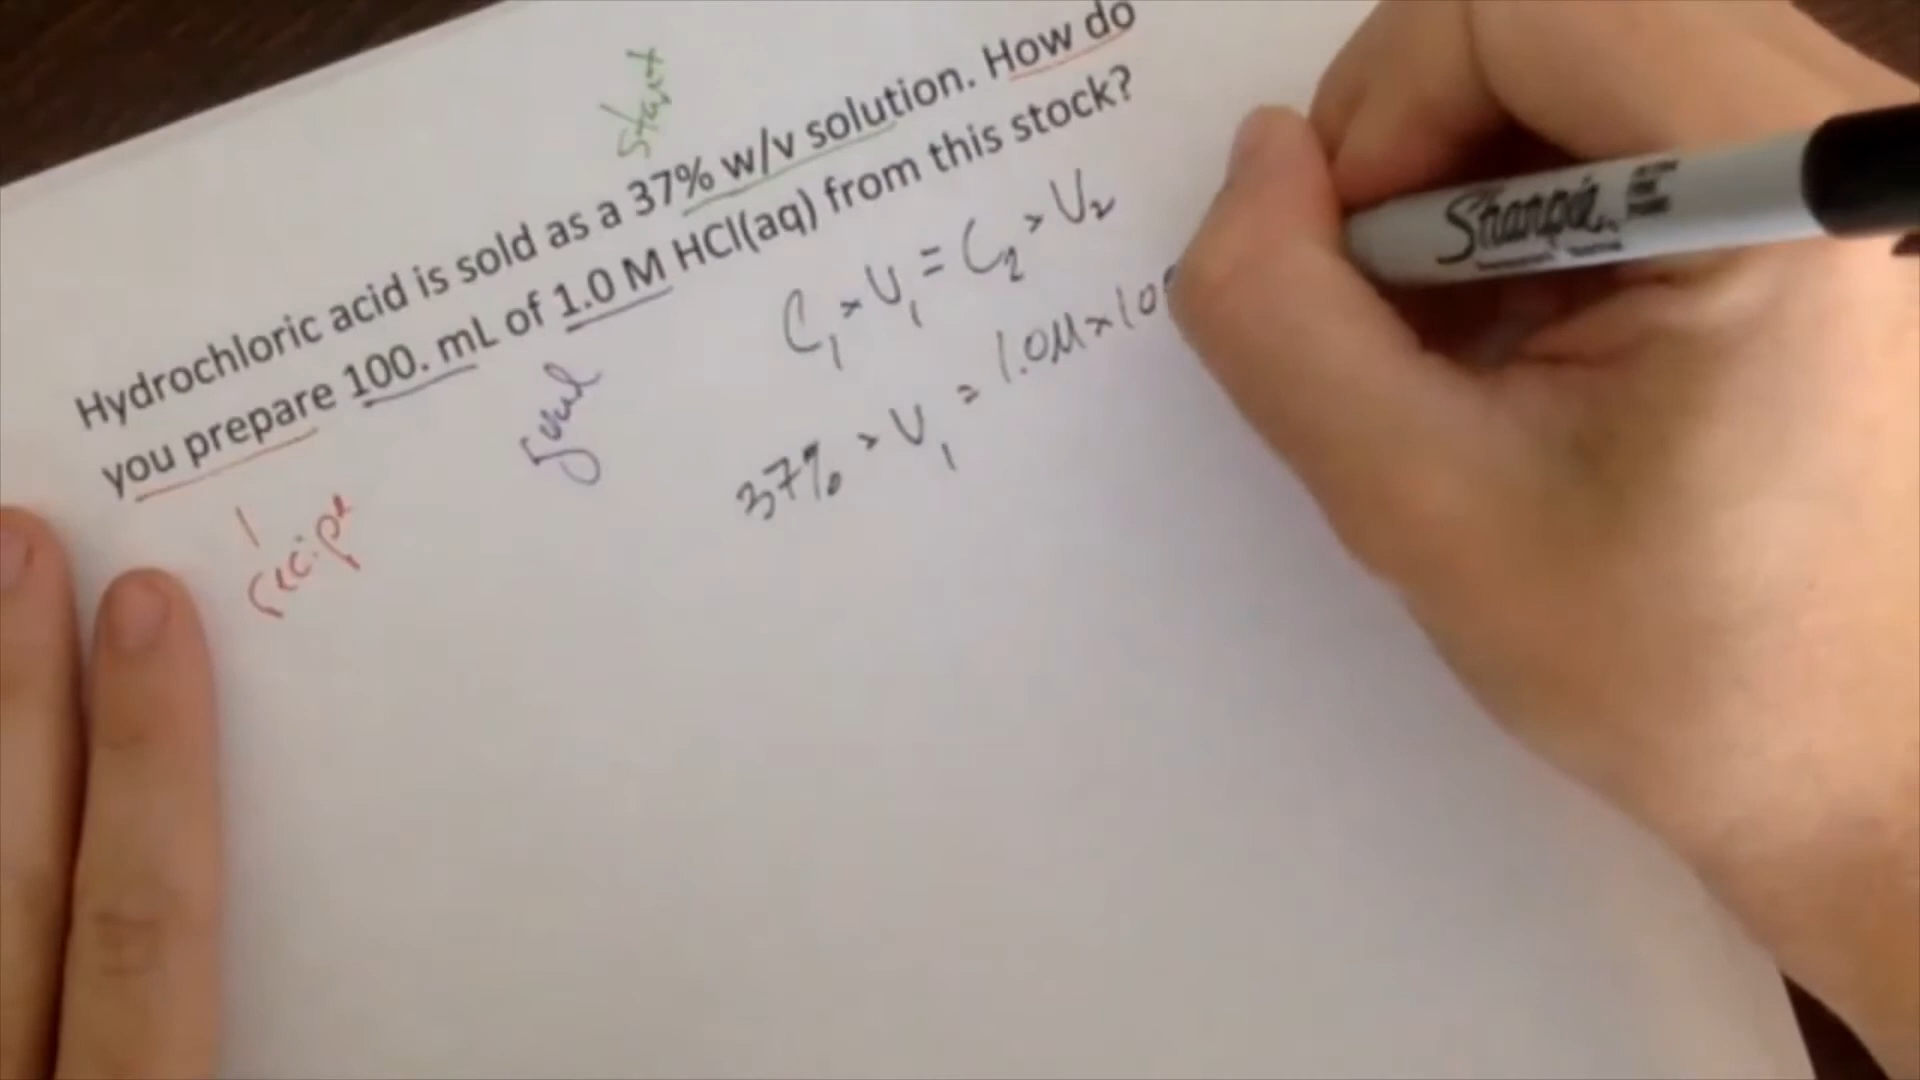 start
Hydrochloric acid is sold as a 37% w/v solution. How do
you prepare 100. mL of 1.0 M HCl(aq) from this stock?
recipe
goal
C₁ × V₁ = C₂ × V₂
37% × V₁ = 1.0M × 10
Sharpie